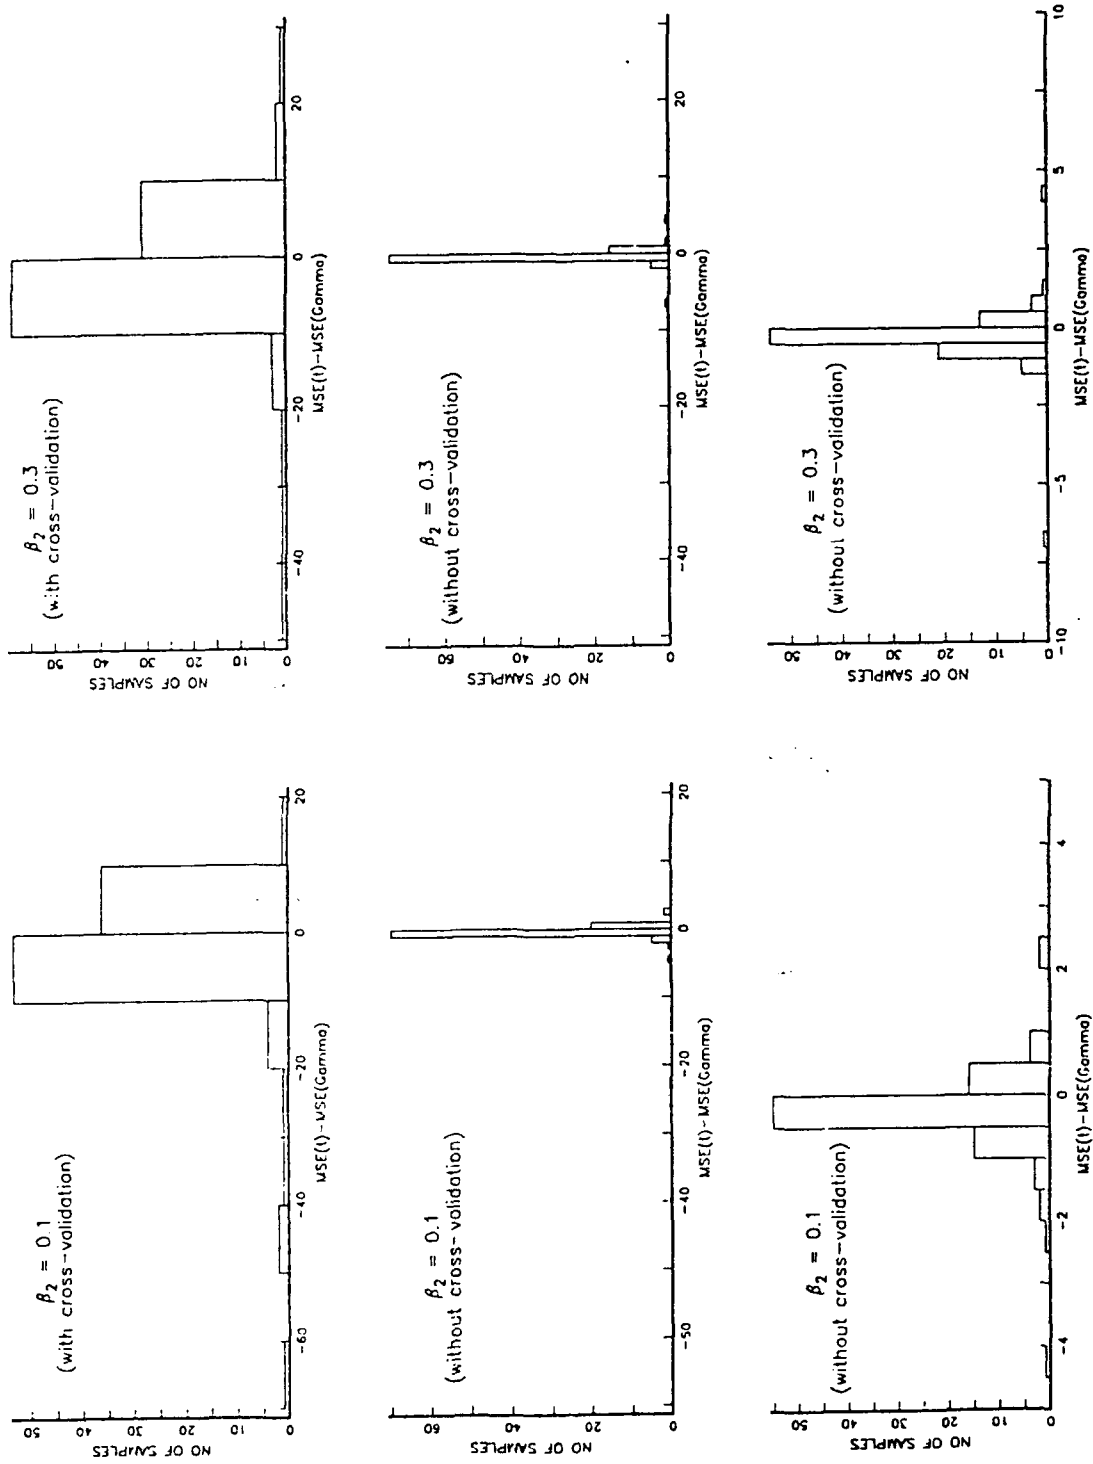 β₂ = 0.1
(with cross-validation)
NO OF SAMPLES
50
40
30
20
10
0
-60 -40 -20 0 20
MSE(t)-MSE(Gamma)
β₂ = 0.3
(with cross-validation)
NO OF SAMPLES
50
40
30
20
10
0
-40 -20 0 20
MSE(t)-MSE(Gamma)
β₂ = 0.1
(without cross-validation)
NO OF SAMPLES
60
40
20
0
-40 -20 0 20
MSE(t)-MSE(Gamma)
β₂ = 0.3
(without cross-validation)
NO OF SAMPLES
60
40
20
0
-40 -20 0 20
MSE(t)-MSE(Gamma)
β₂ = 0.1
(without cross-validation)
NO OF SAMPLES
50
40
30
20
10
0
-4 -2 0 2 4
MSE(t)-MSE(Gamma)
β₂ = 0.3
(without cross-validation)
NO OF SAMPLES
50
40
30
20
10
0
-10 -5 0 5 10
MSE(t)-MSE(Gamma)